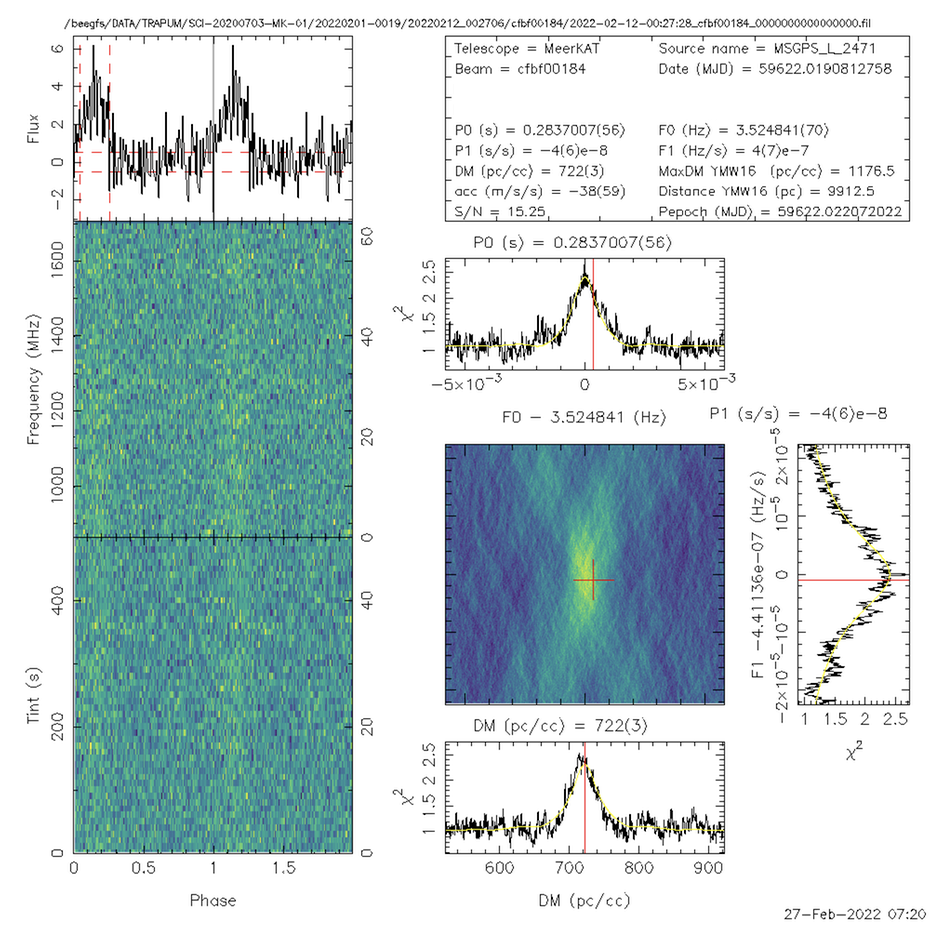 /beegfs/DATA/TRAPUM/SCI-20200703-MK-01/20220201-0019/20220212_002706/cfbf00184/2022-02-12-00:27:28_cfbf00184_0000000000000000.fil
Telescope = MeerKAT Source name = MSGPS_L_2471
Beam = cfbf00184 Date (MJD) = 59622.0190812758
P0 (s) = 0.2837007(56) F0 (Hz) = 3.524841(70)
P1 (s/s) = -4(6)e-8 F1 (Hz/s) = 4(7)e-7
DM (pc/cc) = 722(3) MaxDM YMW16 (pc/cc) = 1176.5
acc (m/s/s) = -38(59) Distance YMW16 (pc) = 9912.5
S/N = 15.25 Pepoch (MJD) = 59622.022072022
Flux
6
4
2
0
-2
Frequency (MHz)
1600
1400
1200
1000
60
40
20
0
Tint (s)
400
200
0
40
20
0
0 0.5 1 1.5
Phase
P0 (s) = 0.2837007(56)
χ²
1 1.5 2 2.5
-5×10⁻³ 0 5×10⁻³
F0 - 3.524841 (Hz)
P1 (s/s) = -4(6)e-8
F1 -4.41136e-07 (Hz/s)
-2×10⁻⁵ -10⁻⁵ 0 10⁻⁵ 2×10⁻⁵
1 1.5 2 2.5
χ²
DM (pc/cc) = 722(3)
χ²
1 1.5 2 2.5
600 700 800 900
DM (pc/cc)
27-Feb-2022 07:20